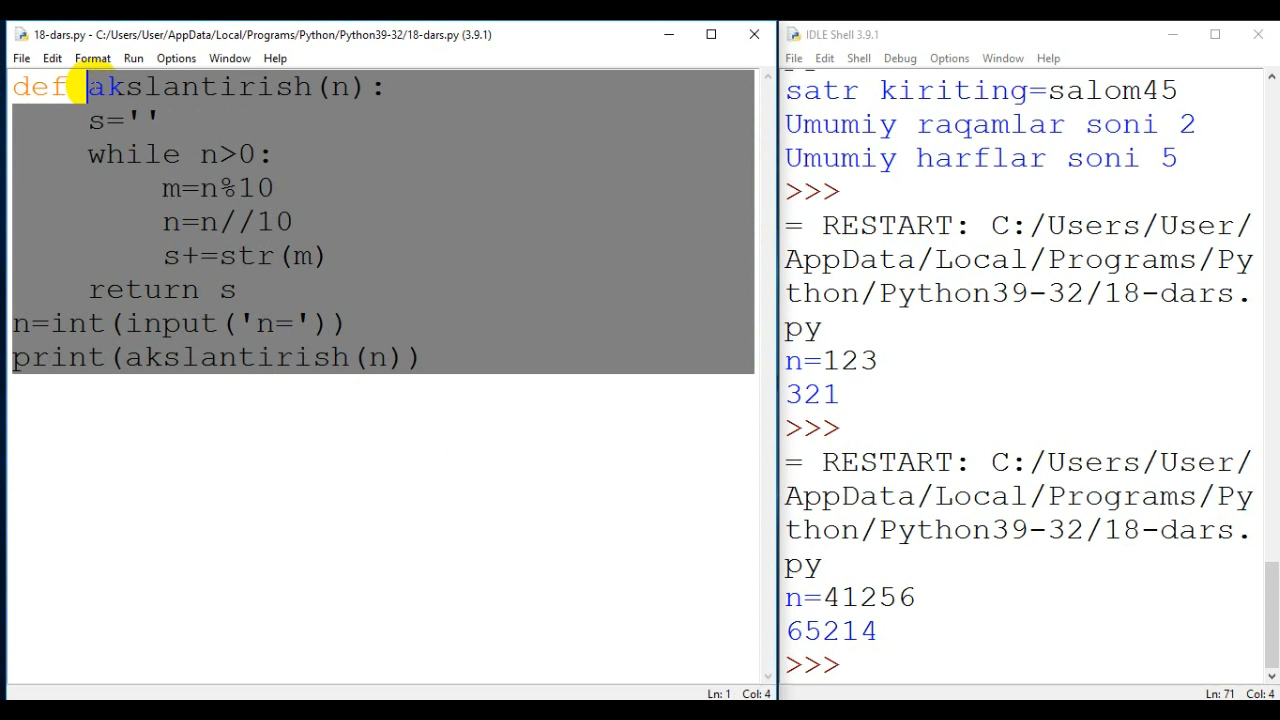 18-dars.py - C:/Users/User/AppData/Local/Programs/Python/Python39-32/18-dars.py (3.9.1)
File Edit Format Run Options Window Help
def akslantirish(n):
    s=''
    while n>0:
        m=n%10
        n=n//10
        s+=str(m)
    return s
n=int(input('n='))
print(akslantirish(n))
Ln: 1 Col: 4
IDLE Shell 3.9.1
File Edit Shell Debug Options Window Help
satr kiriting=salom45
Umumiy raqamlar soni 2
Umumiy harflar soni 5
>>>
= RESTART: C:/Users/User/
AppData/Local/Programs/Py
thon/Python39-32/18-dars.
py
n=123
321
>>>
= RESTART: C:/Users/User/
AppData/Local/Programs/Py
thon/Python39-32/18-dars.
py
n=41256
65214
>>>
Ln: 71 Col: 4